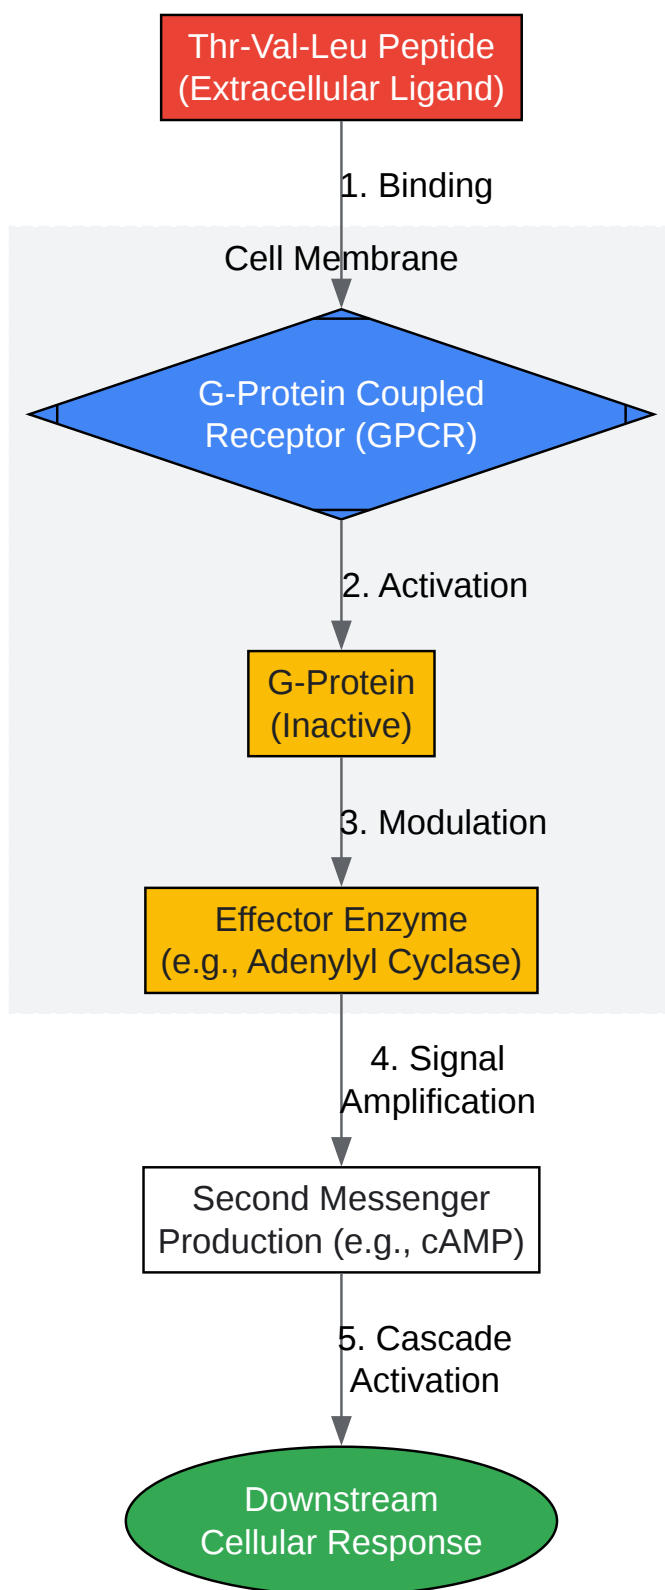 Thr-Val-Leu Peptide
(Extracellular Ligand)
1. Binding
Cell Membrane
G-Protein Coupled
Receptor (GPCR)
2. Activation
G-Protein
(Inactive)
3. Modulation
Effector Enzyme
(e.g., Adenylyl Cyclase)
4. Signal
Amplification
Second Messenger
Production (e.g., cAMP)
5. Cascade
Activation
Downstream
Cellular Response